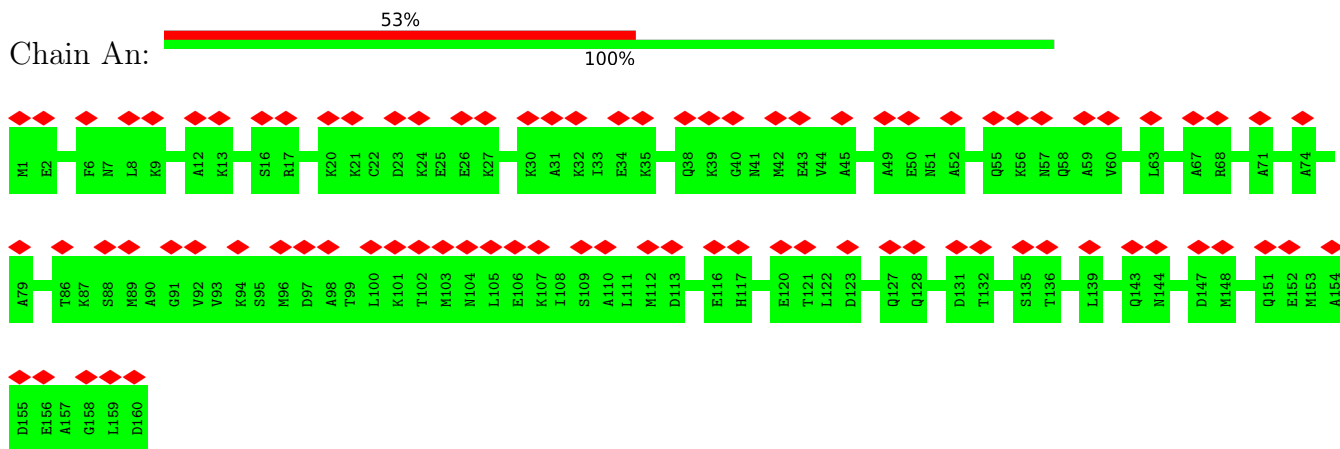 53%
Chain An:
100%
M1 E2 F6 N7 L8 K9 A12 K13 S16 R17 K20 K21 C22 D23 K24 E25 E26 K27 K30 A31 K32 I33 E34 K35 Q38 K39 G40 N41 M42 E43 V44 A45 A49 E50 N51 A52 Q55 K56 N57 Q58 A59 V60 L63 A67 R68 A71 A74
A79 T86 K87 S88 M89 A90 G91 V92 V93 K94 S95 M96 D97 A98 T99 L100 K101 T102 M103 N104 L105 E106 K107 I108 S109 A110 L111 M112 D113 E116 H117 E120 T121 L122 D123 Q127 Q128 D131 T132 S135 T136 L139 Q143 N144 D147 M148 Q151 E152 M153 A154
D155 E156 A157 G158 L159 D160